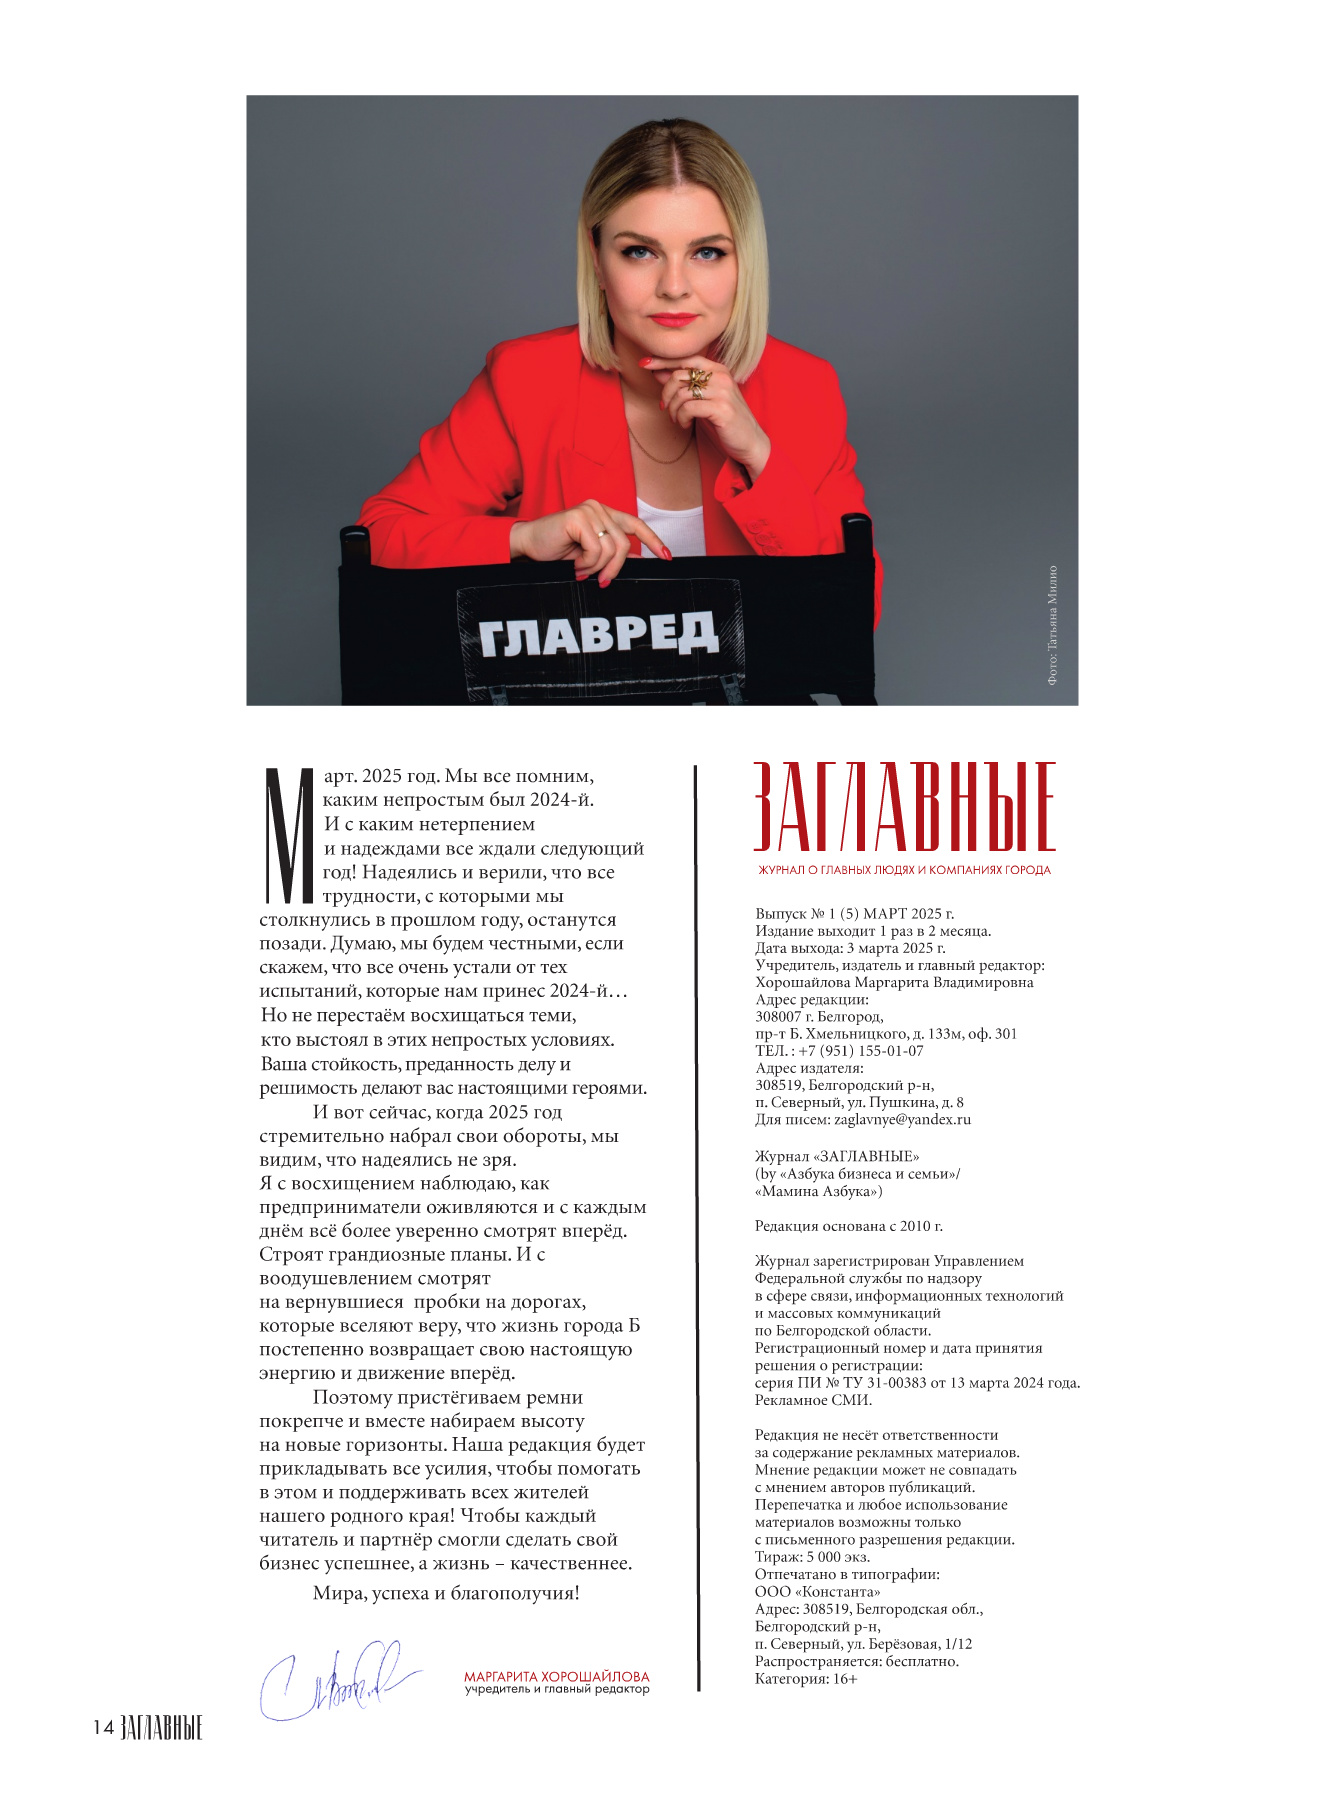 ГЛАВРЕД
Фото: Татьяна Милио
Март. 2025 год. Мы все помним,
каким непростым был 2024-й.
И с каким нетерпением
и надеждами все ждали следующий
год! Надеялись и верили, что все
трудности, с которыми мы
столкнулись в прошлом году, останутся
позади. Думаю, мы будем честными, если
скажем, что все очень устали от тех
испытаний, которые нам принес 2024-й…
Но не перестаём восхищаться теми,
кто выстоял в этих непростых условиях.
Ваша стойкость, преданность делу и
решимость делают вас настоящими героями.
И вот сейчас, когда 2025 год
стремительно набрал свои обороты, мы
видим, что надеялись не зря.
Я с восхищением наблюдаю, как
предприниматели оживляются и с каждым
днём всё более уверенно смотрят вперёд.
Строят грандиозные планы. И с
воодушевлением смотрят
на вернувшиеся пробки на дорогах,
которые вселяют веру, что жизнь города Б
постепенно возвращает свою настоящую
энергию и движение вперёд.
Поэтому пристёгиваем ремни
покрепче и вместе набираем высоту
на новые горизонты. Наша редакция будет
прикладывать все усилия, чтобы помогать
в этом и поддерживать всех жителей
нашего родного края! Чтобы каждый
читатель и партнёр смогли сделать свой
бизнес успешнее, а жизнь – качественнее.
Мира, успеха и благополучия!
МАРГАРИТА ХОРОШАЙЛОВА
учредитель и главный редактор
ЗАГЛАВНЫЕ
ЖУРНАЛ О ГЛАВНЫХ ЛЮДЯХ И КОМПАНИЯХ ГОРОДА
Выпуск № 1 (5) МАРТ 2025 г.
Издание выходит 1 раз в 2 месяца.
Дата выхода: 3 марта 2025 г.
Учредитель, издатель и главный редактор:
Хорошайлова Маргарита Владимировна
Адрес редакции:
308007 г. Белгород,
пр-т Б. Хмельницкого, д. 133м, оф. 301
ТЕЛ. : +7 (951) 155-01-07
Адрес издателя:
308519, Белгородский р-н,
п. Северный, ул. Пушкина, д. 8
Для писем: zaglavnye@yandex.ru
Журнал «ЗАГЛАВНЫЕ»
(by «Азбука бизнеса и семьи»/
«Мамина Азбука»)
Редакция основана с 2010 г.
Журнал зарегистрирован Управлением
Федеральной службы по надзору
в сфере связи, информационных технологий
и массовых коммуникаций
по Белгородской области.
Регистрационный номер и дата принятия
решения о регистрации:
серия ПИ № ТУ 31-00383 от 13 марта 2024 года.
Рекламное СМИ.
Редакция не несёт ответственности
за содержание рекламных материалов.
Мнение редакции может не совпадать
с мнением авторов публикаций.
Перепечатка и любое использование
материалов возможны только
с письменного разрешения редакции.
Тираж: 5 000 экз.
Отпечатано в типографии:
ООО «Константа»
Адрес: 308519, Белгородская обл.,
Белгородский р-н,
п. Северный, ул. Берёзовая, 1/12
Распространяется: бесплатно.
Категория: 16+
14 ЗАГЛАВНЫЕ